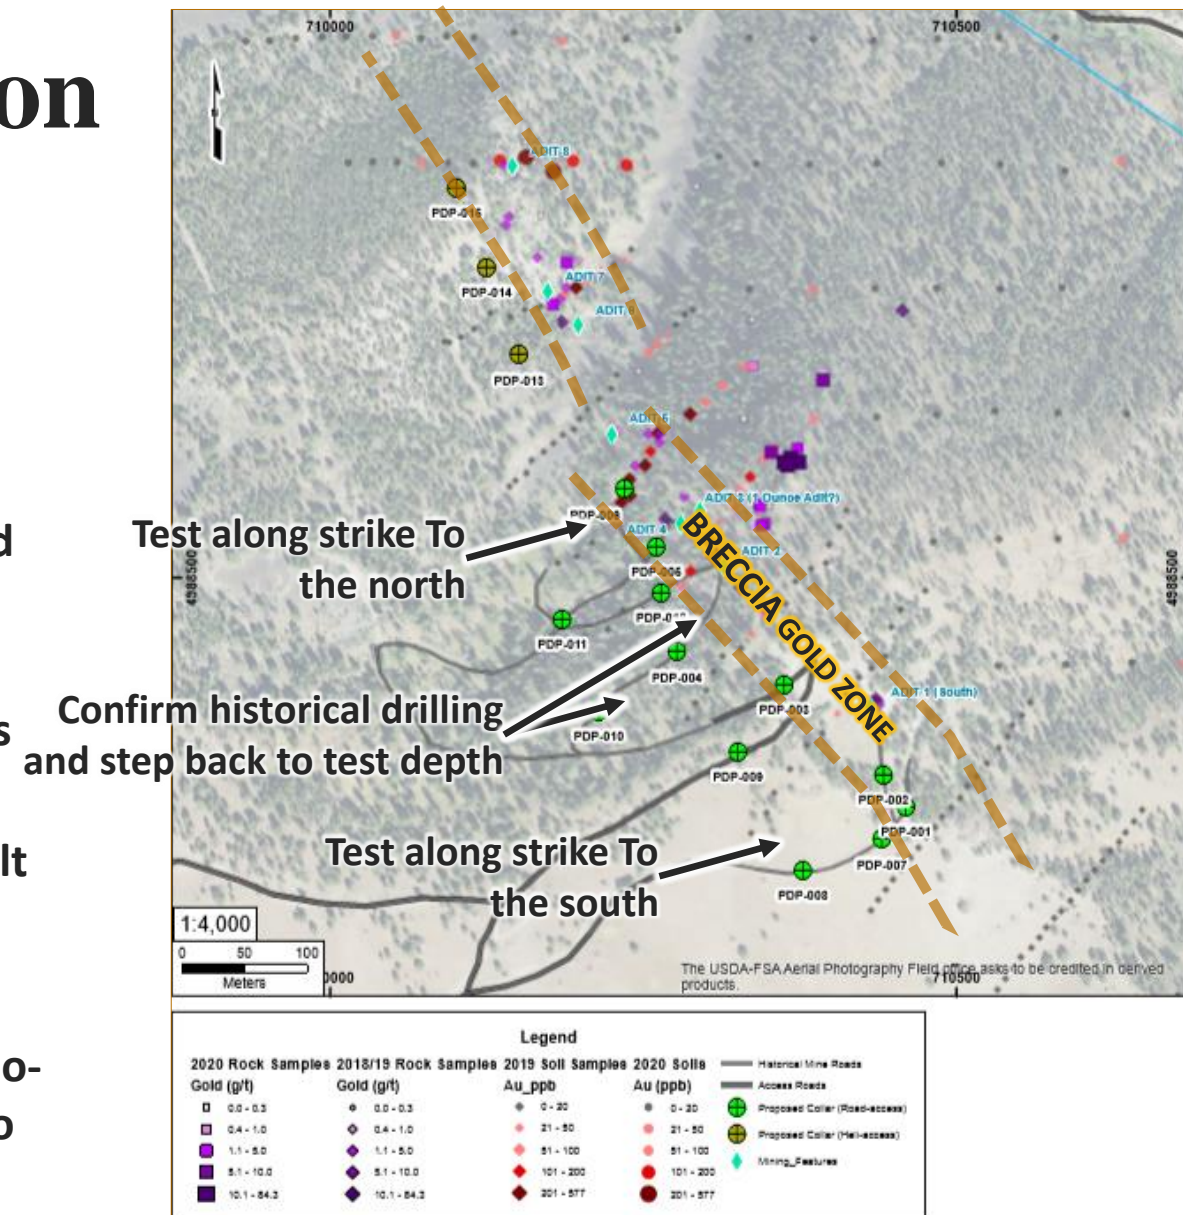 on
d
s
lt
o-
o
710000
710500
ADIT 8
PDP-015
PDP-014
ADIT 7
PDP-013
ADIT 5
ADIT 3 (1 Ounce Adit?)
PDP-006
ADIT 4
ADIT 2
Test along strike To
the north
4988500
4988500
BRECCIA GOLD ZONE
PDP-011
PDP-004
PDP-003
ADIT 1 (South)
Confirm historical drilling
and step back to test depth
PDP-010
PDP-009
PDP-002
PDP-001
PDP-007
PDP-008
Test along strike To
the south
1:4,000
0 50 100
Meters
0000
710500
The USDA-FSA Aerial Photography Field office asks to be credited in derived
products.
Legend
2020 Rock Samples
Gold (g/t)
0.0 - 0.3
0.4 - 1.0
1.1 - 5.0
5.1 - 10.0
10.1 - 84.3
2018/19 Rock Samples
Gold (g/t)
0.0 - 0.3
0.4 - 1.0
1.1 - 5.0
5.1 - 10.0
10.1 - 84.3
2019 Soil Samples
Au_ppb
0 - 20
21 - 50
51 - 100
101 - 200
201 - 577
2020 Soils
Au (ppb)
0 - 20
21 - 50
51 - 100
101 - 200
201 - 577
Historical Mine Roads
Access Roads
Proposed Collar (Road-access)
Proposed Collar (Heli-access)
Mining_Features